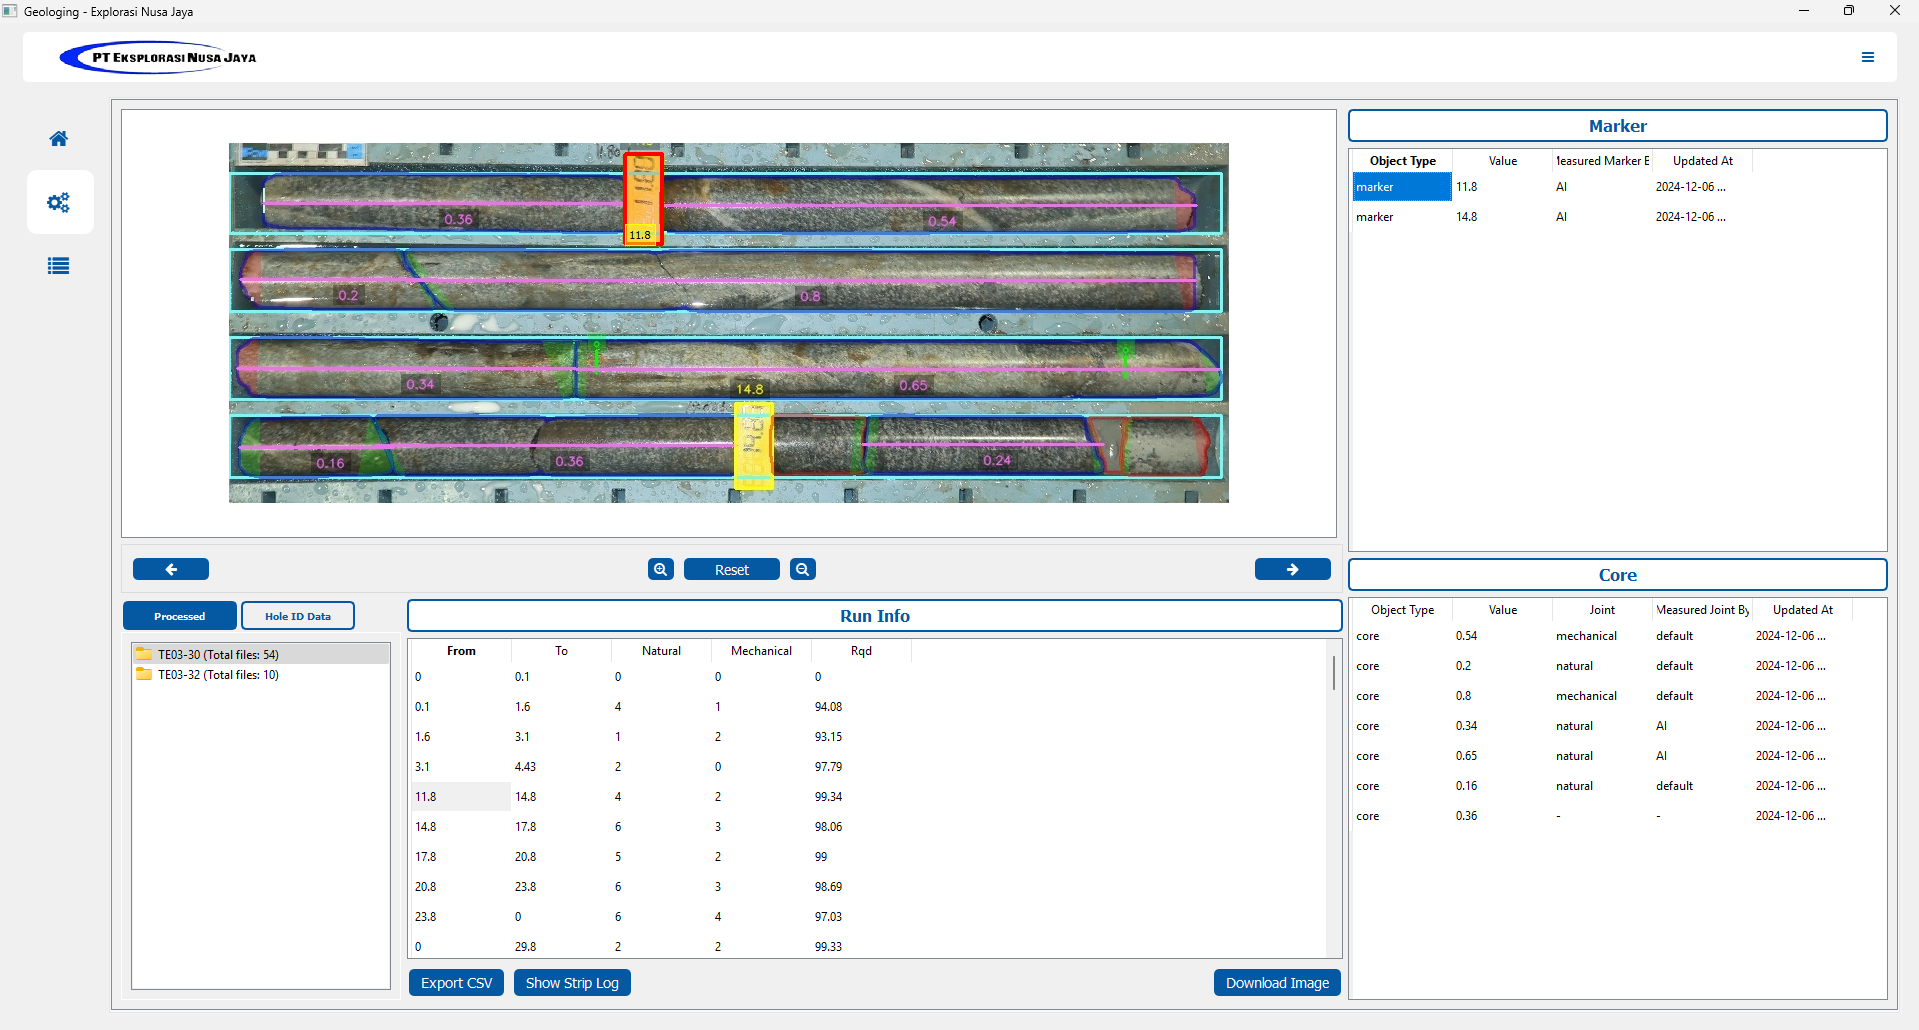 Geologing - Explorasi Nusa Jaya
PT EKSPLORASI NUSA JAYA
11.80
0.36
0.54
11.8
0.2
0.8
0.34
0.65
14.8
0.16
0.36
0.24
Reset
Marker
Object Type Value Measured Marker E Updated At
marker 11.8 AI 2024-12-06 ...
marker 14.8 AI 2024-12-06 ...
Core
Object Type Value Joint Measured Joint By Updated At
core 0.54 mechanical default 2024-12-06 ...
core 0.2 natural default 2024-12-06 ...
core 0.8 mechanical default 2024-12-06 ...
core 0.34 natural AI 2024-12-06 ...
core 0.65 natural AI 2024-12-06 ...
core 0.16 natural default 2024-12-06 ...
core 0.36 - - 2024-12-06 ...
Processed Hole ID Data
TE03-30 (Total files: 54)
TE03-32 (Total files: 10)
Run Info
From To Natural Mechanical Rqd
0 0.1 0 0 0
0.1 1.6 4 1 94.08
1.6 3.1 1 2 93.15
3.1 4.43 2 0 97.79
11.8 14.8 4 2 99.34
14.8 17.8 6 3 98.06
17.8 20.8 5 2 99
20.8 23.8 6 3 98.69
23.8 0 6 4 97.03
0 29.8 2 2 99.33
Export CSV Show Strip Log Download Image